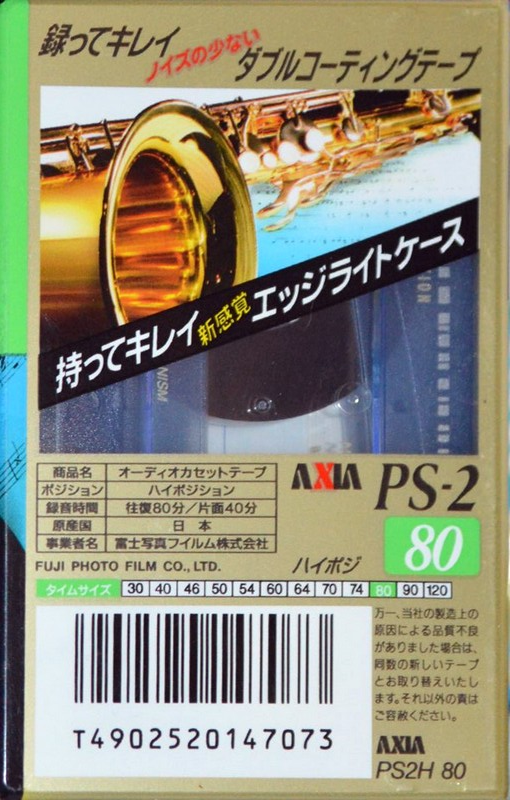 録ってキレイ
ノイズの少ない
ダブルコーティングテープ
持ってキレイ新感覚エッジライトケース
ION
NISM
商品名 オーディオカセットテープ
ポジション ハイポジション
録音時間 往復80分/片面40分
原産国 日本
事業者名 富士写真フイルム株式会社
FUJI PHOTO FILM CO., LTD.
AXIA PS-2
ハイポジ
80
タイムサイズ 30 40 46 50 54 60 64 70 74 80 90 120
万一、当社の製造上の
原因による品質不良
がありました場合は、
同数の新しいテープ
とお取り替えいたし
ます。それ以外の責は
ご容赦ください。
T4902520147073
AXIA
PS2H 80